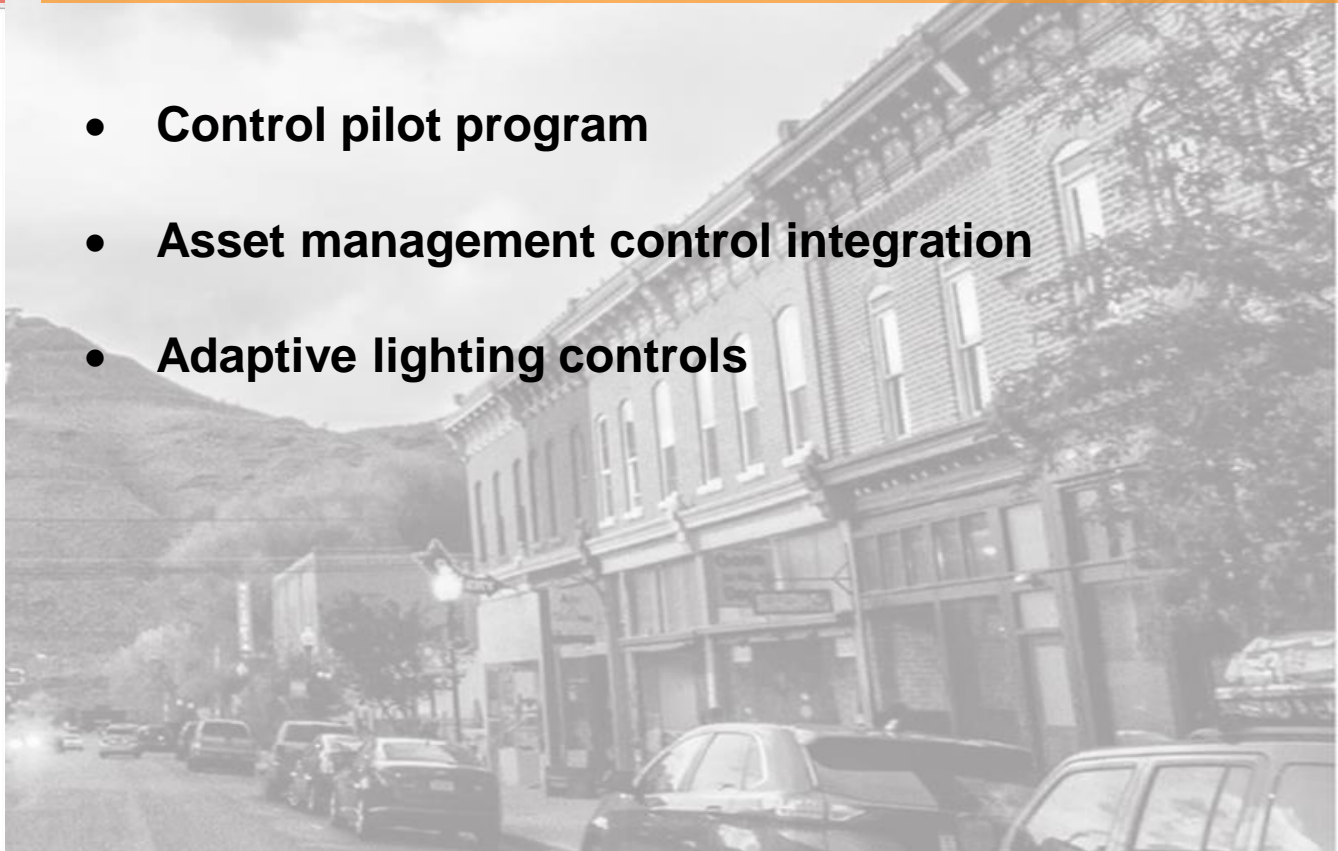 • Control pilot program
• Asset management control integration
• Adaptive lighting controls